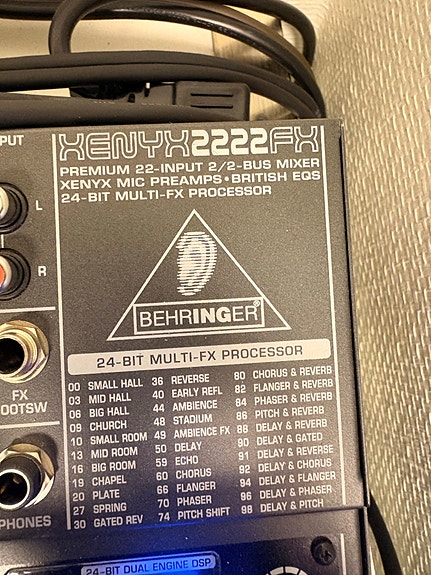 PUT
XENYX2222FX
PREMIUM 22-INPUT 2/2-BUS MIXER
XENYX MIC PREAMPS • BRITISH EQS
24-BIT MULTI-FX PROCESSOR
L
R
BEHRINGER®
24-BIT MULTI-FX PROCESSOR
FX
OOTSW
PHONES
00 SMALL HALL
03 MID HALL
06 BIG HALL
09 CHURCH
10 SMALL ROOM
13 MID ROOM
16 BIG ROOM
19 CHAPEL
20 PLATE
27 SPRING
30 GATED REV
36 REVERSE
40 EARLY REFL
44 AMBIENCE
48 STADIUM
49 AMBIENCE FX
50 DELAY
59 ECHO
60 CHORUS
66 FLANGER
70 PHASER
74 PITCH SHIFT
80 CHORUS & REVERB
82 FLANGER & REVERB
84 PHASER & REVERB
86 PITCH & REVERB
88 DELAY & REVERB
90 DELAY & GATED
91 DELAY & REVERSE
92 DELAY & CHORUS
94 DELAY & FLANGER
96 DELAY & PHASER
98 DELAY & PITCH
24-BIT DUAL ENGINE DSP